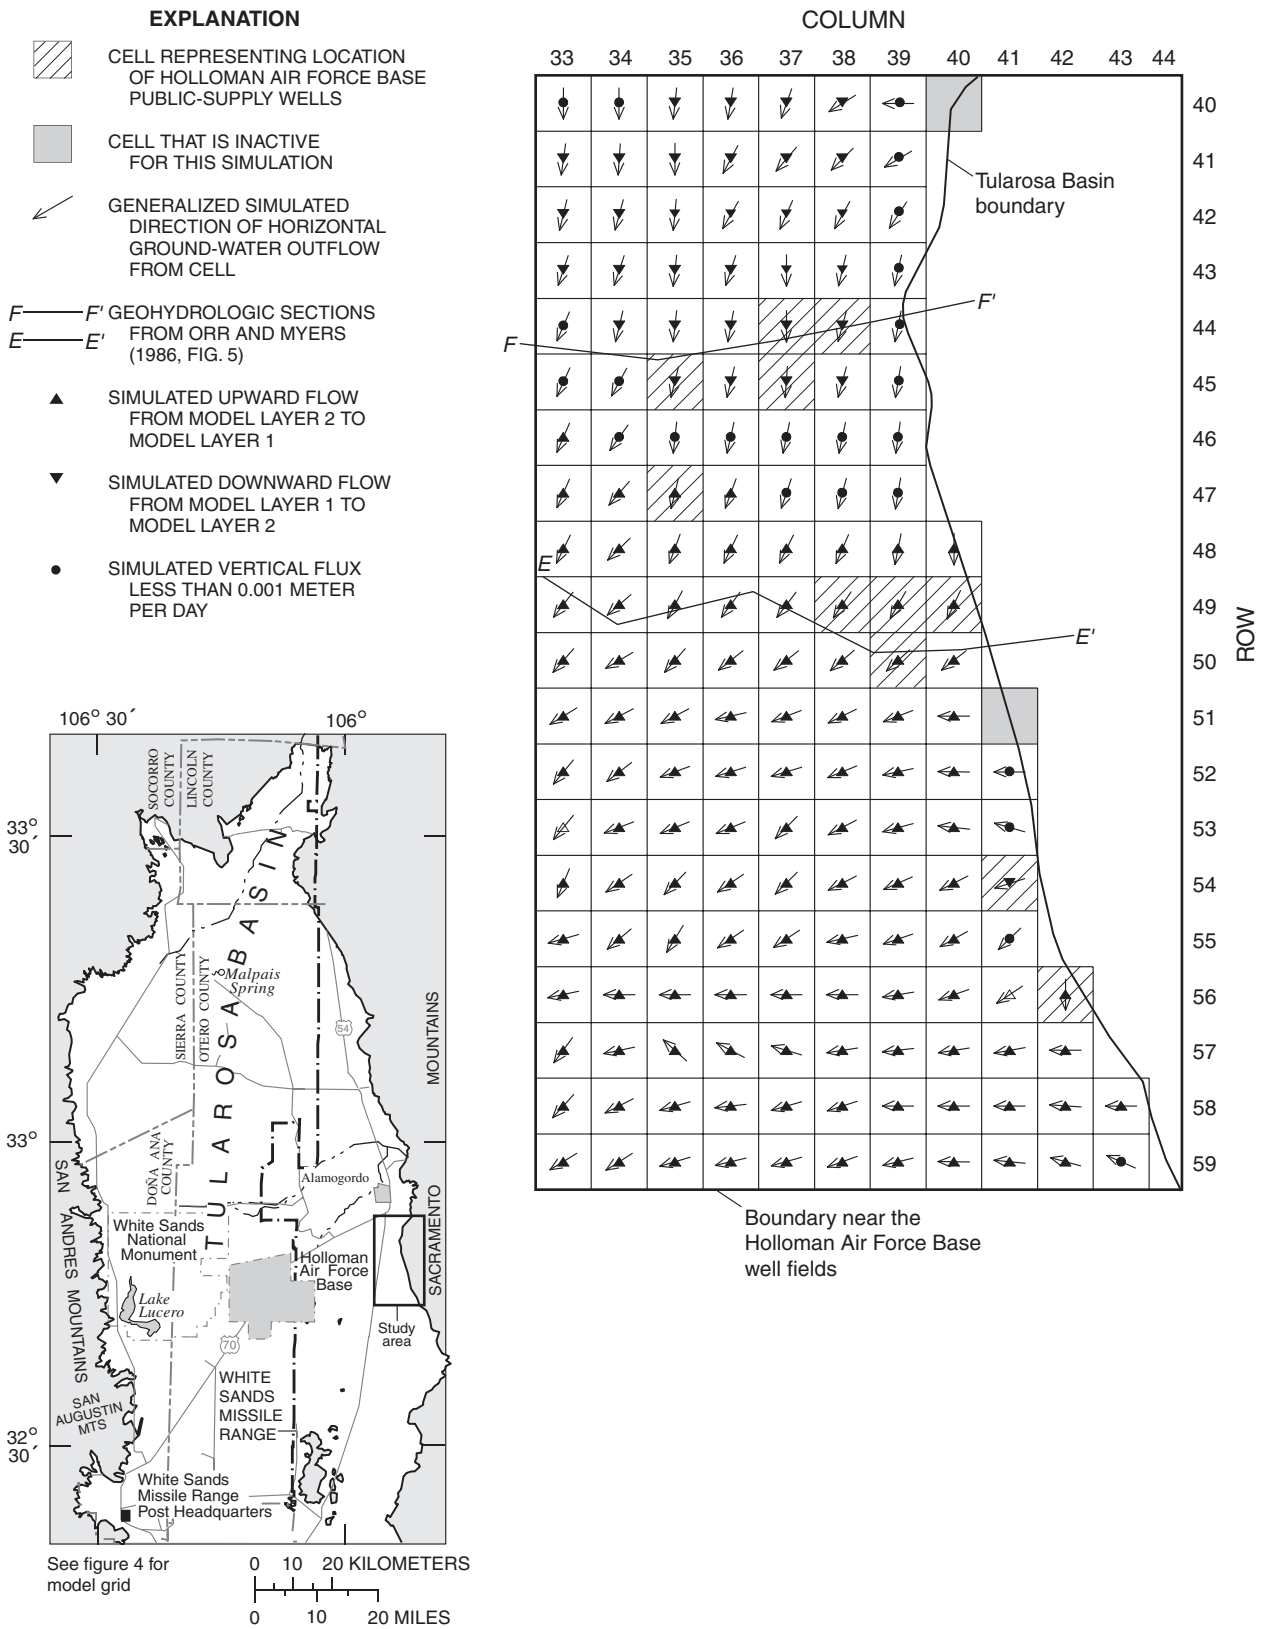 EXPLANATION
CELL REPRESENTING LOCATION
OF HOLLOMAN AIR FORCE BASE
PUBLIC-SUPPLY WELLS
CELL THAT IS INACTIVE
FOR THIS SIMULATION
GENERALIZED SIMULATED
DIRECTION OF HORIZONTAL
GROUND-WATER OUTFLOW
FROM CELL
F F' GEOHYDROLOGIC SECTIONS
E E' FROM ORR AND MYERS
(1986, FIG. 5)
SIMULATED UPWARD FLOW
FROM MODEL LAYER 2 TO
MODEL LAYER 1
SIMULATED DOWNWARD FLOW
FROM MODEL LAYER 1 TO
MODEL LAYER 2
SIMULATED VERTICAL FLUX
LESS THAN 0.001 METER
PER DAY
COLUMN
33 34 35 36 37 38 39 40 41 42 43 44
40
41
42
43
44
45
46
47
48
49
50
51
52
53
54
55
56
57
58
59
ROW
Tularosa Basin
boundary
F
F'
E
E'
Boundary near the
Holloman Air Force Base
well fields
106° 30´
106°
33°
30´
33°
32°
30´
SOCORRO
COUNTY
LINCOLN
COUNTY
TULAROSA BASIN
Malpais
Spring
SIERRA COUNTY
OTERO COUNTY
54
MOUNTAINS
DOÑA ANA
COUNTY
Alamogordo
SAN
ANDRES MOUNTAINS
White Sands
National
Monument
SACRAMENTO
Holloman
Air Force
Base
Lake
Lucero
Study
area
70
WHITE
SANDS
MISSILE
RANGE
SAN
AUGUSTIN
MTS
White Sands
Missile Range
Post Headquarters
See figure 4 for
model grid
0 10 20 KILOMETERS
0 10 20 MILES